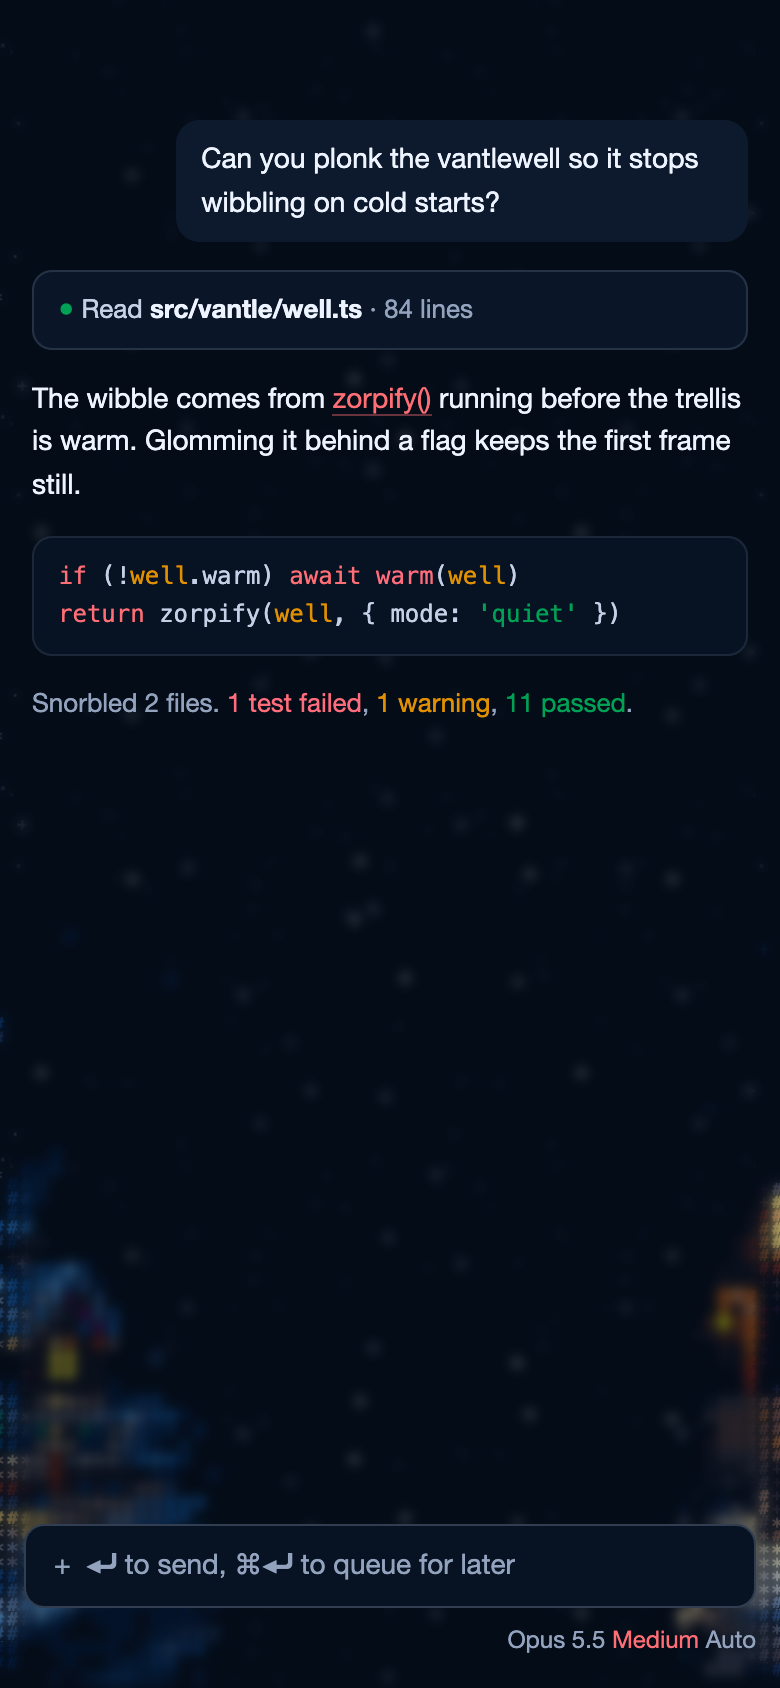 Can you plonk the vantlewell so it stops
wibbling on cold starts?
Read src/vantle/well.ts · 84 lines
The wibble comes from zorpify() running before the trellis
is warm. Glomming it behind a flag keeps the first frame
still.
if (!well.warm) await warm(well)
return zorpify(well, { mode: 'quiet' })
Snorbled 2 files. 1 test failed, 1 warning, 11 passed.
+ ↵ to send, ⌘↵ to queue for later
Opus 5.5 Medium Auto